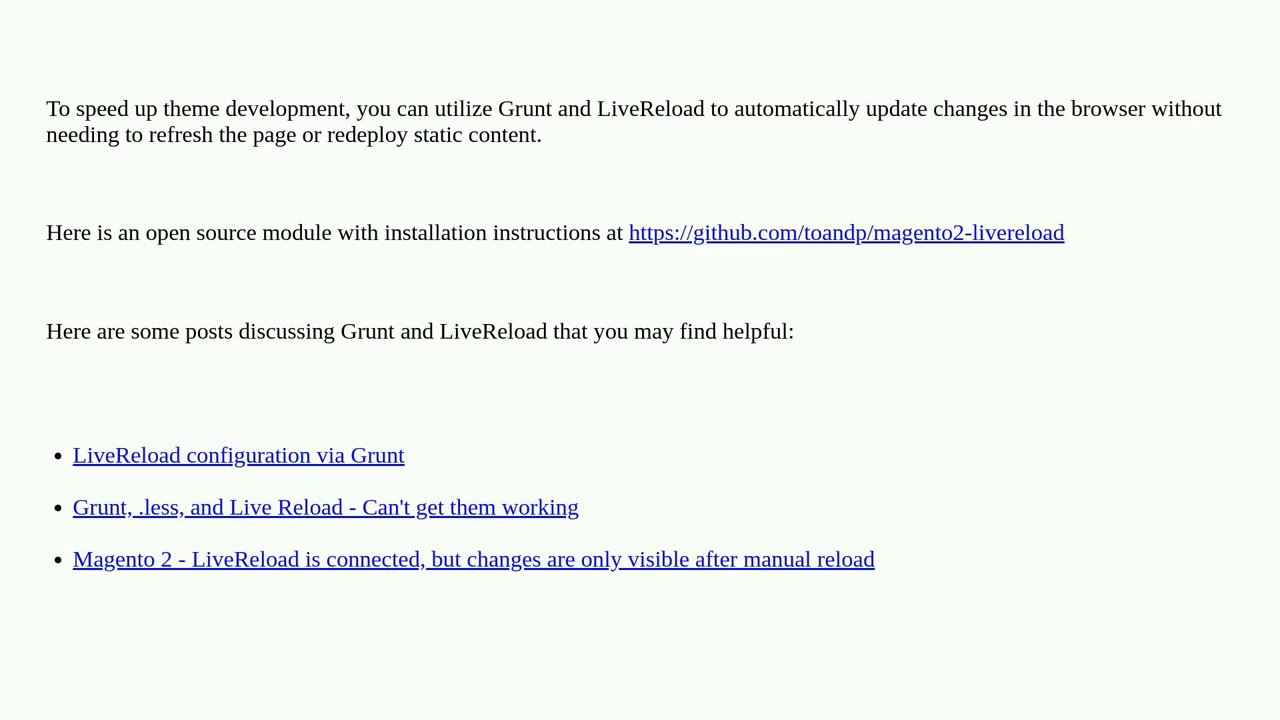 To speed up theme development, you can utilize Grunt and LiveReload to automatically update changes in the browser without
needing to refresh the page or redeploy static content.
Here is an open source module with installation instructions at https://github.com/toandp/magento2-livereload
Here are some posts discussing Grunt and LiveReload that you may find helpful:
• LiveReload configuration via Grunt
• Grunt, .less, and Live Reload - Can't get them working
• Magento 2 - LiveReload is connected, but changes are only visible after manual reload